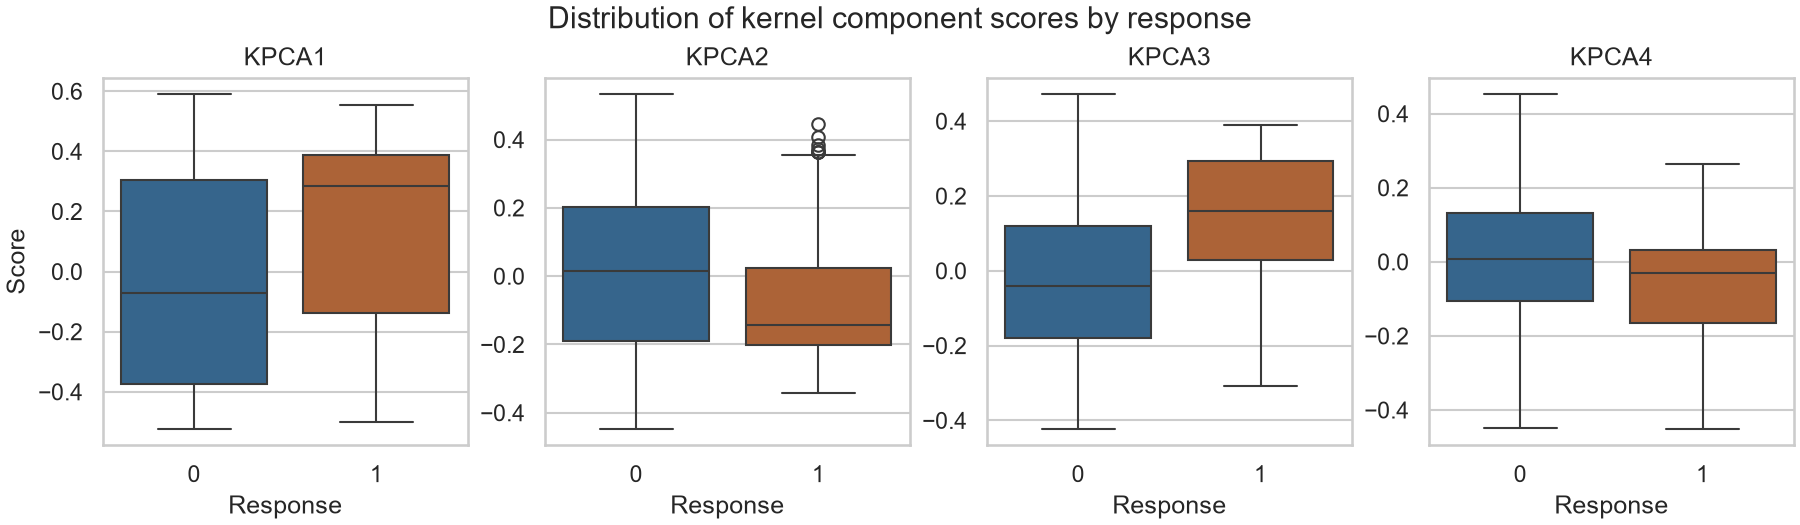 Distribution of kernel component scores by response
KPCA1
KPCA2
KPCA3
KPCA4
Score
0.6
0.4
0.2
0.0
−0.2
−0.4
0
1
Response
0.4
0.2
0.0
−0.2
−0.4
0
1
Response
0.4
0.2
0.0
−0.2
−0.4
0
1
Response
0.4
0.2
0.0
−0.2
−0.4
0
1
Response